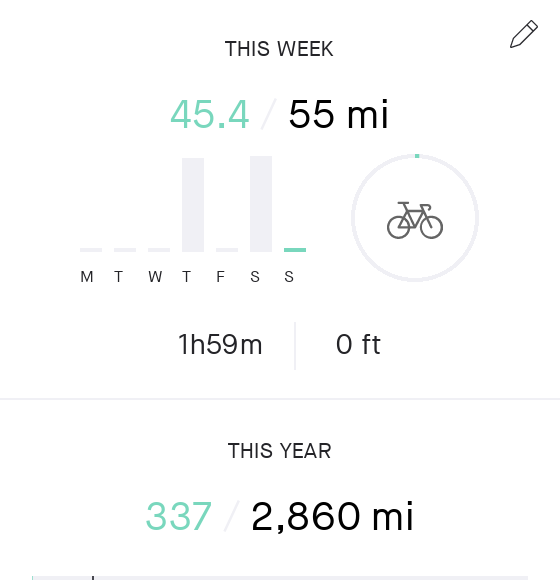 THIS WEEK
45.4 / 55 mi
M T W T F S S
1h59m 0 ft
THIS YEAR
337 / 2,860 mi